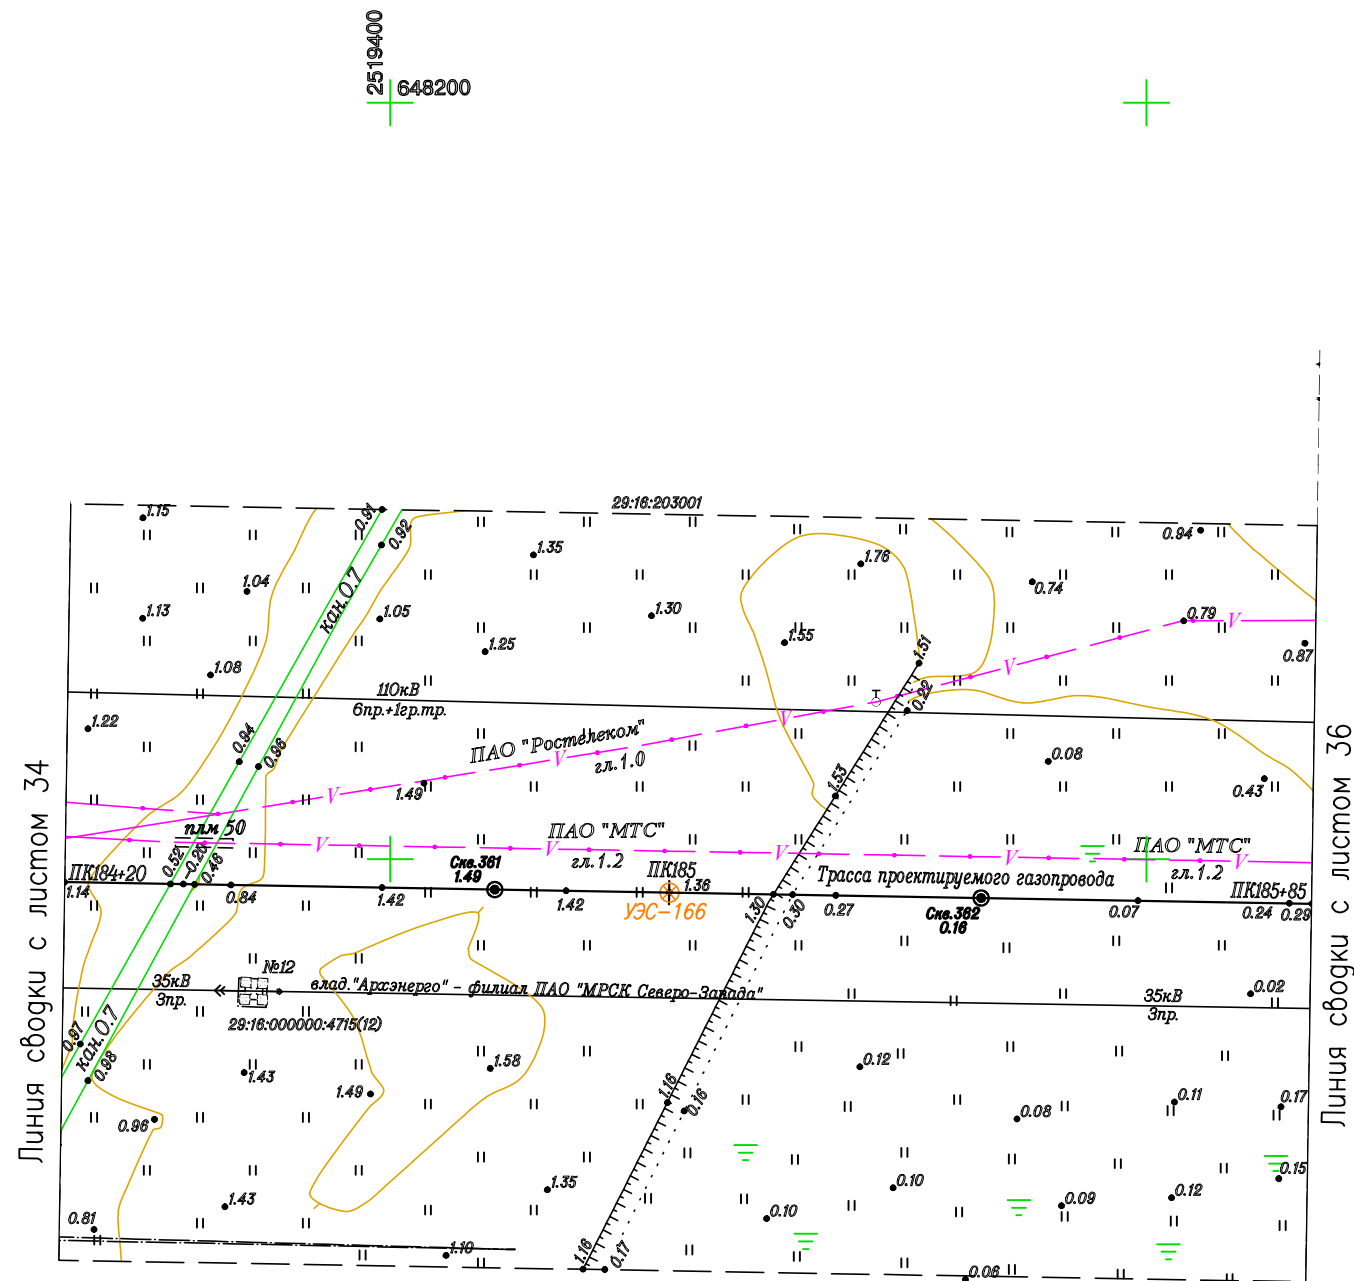 2519400
648200
29:16:203001
1.15
0.91
0.92
1.35
1.76
0.94
1.04
кан.0.7
1.05
1.30
0.74
0.79
1.13
1.25
1.55
1.51
V
V
0.87
1.08
110кВ
6пр.+1гр.пр.
0.22
V
1.22
0.94
0.96
ПАО "Ростелеком"
гл.1.0
V
0.08
1.49
V
1.53
0.43
плм 50
V
ПАО "МТС"
гл.1.2
V
V
V
ПАО "МТС"
гл.1.2
V
ПК184+20
1.14
0.52
-0.20
0.46
0.84
1.42
Скв.361
1.49
1.42
ПК185
1.36
УЭС-166
1.30
0.30
Трасса проектируемого газопровода
0.27
Скв.362
0.16
0.07
ПК185+85
0.24
0.29
Линия сводки с листом 34
Линия сводки с листом 36
35кВ
3пр.
№12
влад."Архэнерго" - филиал ПАО "МРСК Северо-Запада"
29:16:000000:4715(12)
35кВ
3пр.
0.02
0.97
кан.0.7
0.98
1.43
1.49
1.58
0.12
1.16
0.16
0.08
0.11
0.17
0.96
0.15
1.43
1.35
0.10
0.10
0.09
0.12
0.81
1.10
1.16
0.17
0.06